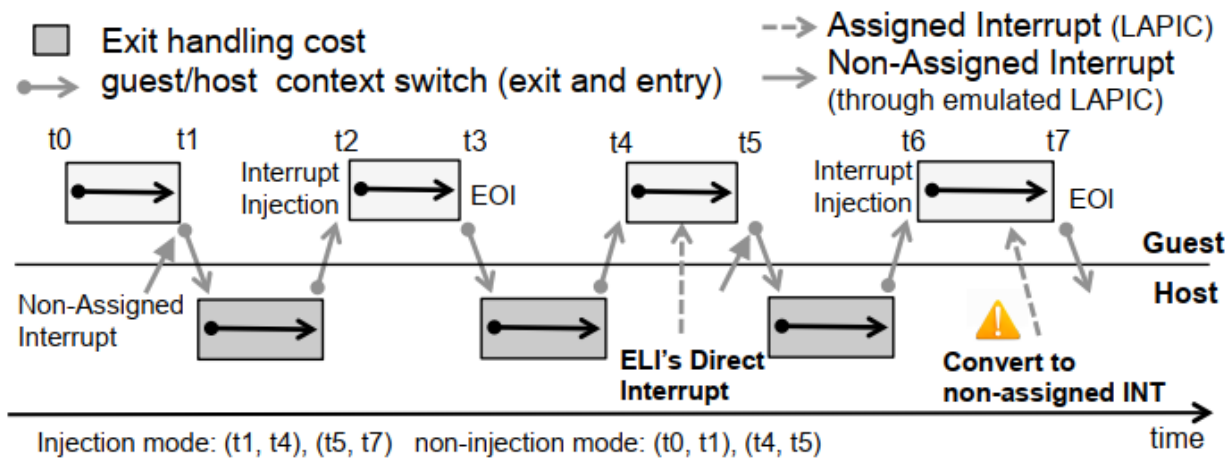 Exit handling cost
guest/host context switch (exit and entry)
Assigned Interrupt (LAPIC)
Non-Assigned Interrupt
(through emulated LAPIC)
t0 t1 t2 t3 t4 t5 t6 t7
Interrupt
Injection
EOI
Interrupt
Injection
EOI
Guest
Host
Non-Assigned
Interrupt
ELI's Direct
Interrupt
Convert to
non-assigned INT
time
Injection mode: (t1, t4), (t5, t7) non-injection mode: (t0, t1), (t4, t5)